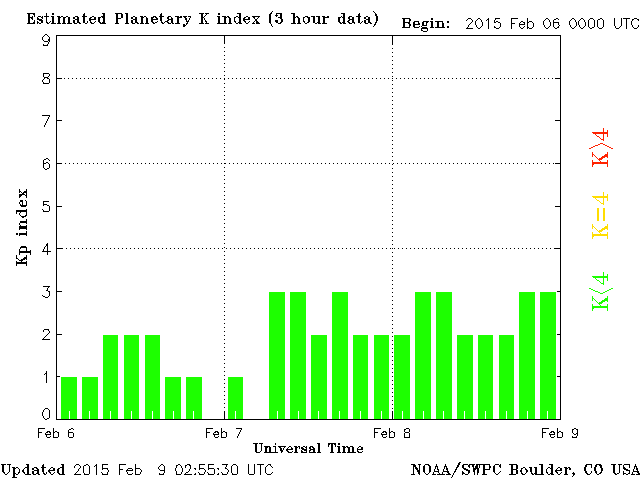 Estimated Planetary K index (3 hour data) Begin: 2015 Feb 06 0000 UTC
9
8
7
6
5
4
3
2
1
0
Kp index
K>4
K=4
K<4
Feb 6 Feb 7 Feb 8 Feb 9
Universal Time
Updated 2015 Feb 9 02:55:30 UTC NOAA/SWPC Boulder, CO USA